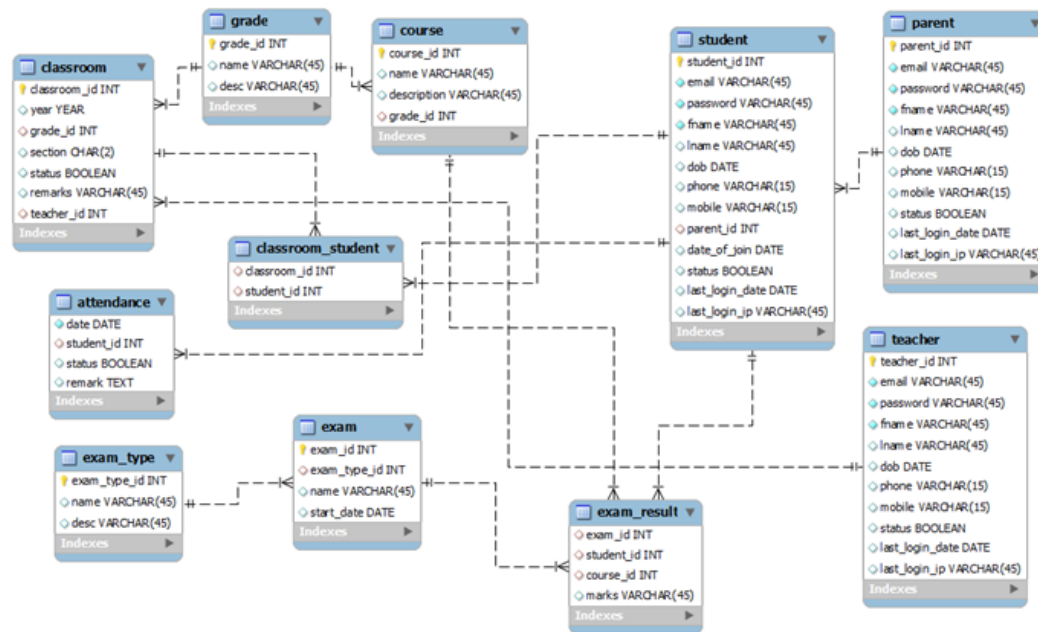 grade
grade_id INT
name VARCHAR(45)
desc VARCHAR(45)
Indexes
course
course_id INT
name VARCHAR(45)
description VARCHAR(45)
grade_id INT
Indexes
classroom
classroom_id INT
year YEAR
grade_id INT
section CHAR(2)
status BOOLEAN
remarks VARCHAR(45)
teacher_id INT
Indexes
student
student_id INT
email VARCHAR(45)
password VARCHAR(45)
fname VARCHAR(45)
lname VARCHAR(45)
dob DATE
phone VARCHAR(15)
mobile VARCHAR(15)
parent_id INT
date_of_join DATE
status BOOLEAN
last_login_date DATE
last_login_ip VARCHAR(45)
Indexes
parent
parent_id INT
email VARCHAR(45)
password VARCHAR(45)
fname VARCHAR(45)
lname VARCHAR(45)
dob DATE
phone VARCHAR(15)
mobile VARCHAR(15)
status BOOLEAN
last_login_date DATE
last_login_ip VARCHAR(45)
Indexes
classroom_student
classroom_id INT
student_id INT
Indexes
attendance
date DATE
student_id INT
status BOOLEAN
remark TEXT
Indexes
teacher
teacher_id INT
email VARCHAR(45)
password VARCHAR(45)
fname VARCHAR(45)
lname VARCHAR(45)
dob DATE
phone VARCHAR(15)
mobile VARCHAR(15)
status BOOLEAN
last_login_date DATE
last_login_ip VARCHAR(45)
Indexes
exam_type
exam_type_id INT
name VARCHAR(45)
desc VARCHAR(45)
Indexes
exam
exam_id INT
exam_type_id INT
name VARCHAR(45)
start_date DATE
Indexes
exam_result
exam_id INT
student_id INT
course_id INT
marks VARCHAR(45)
Indexes